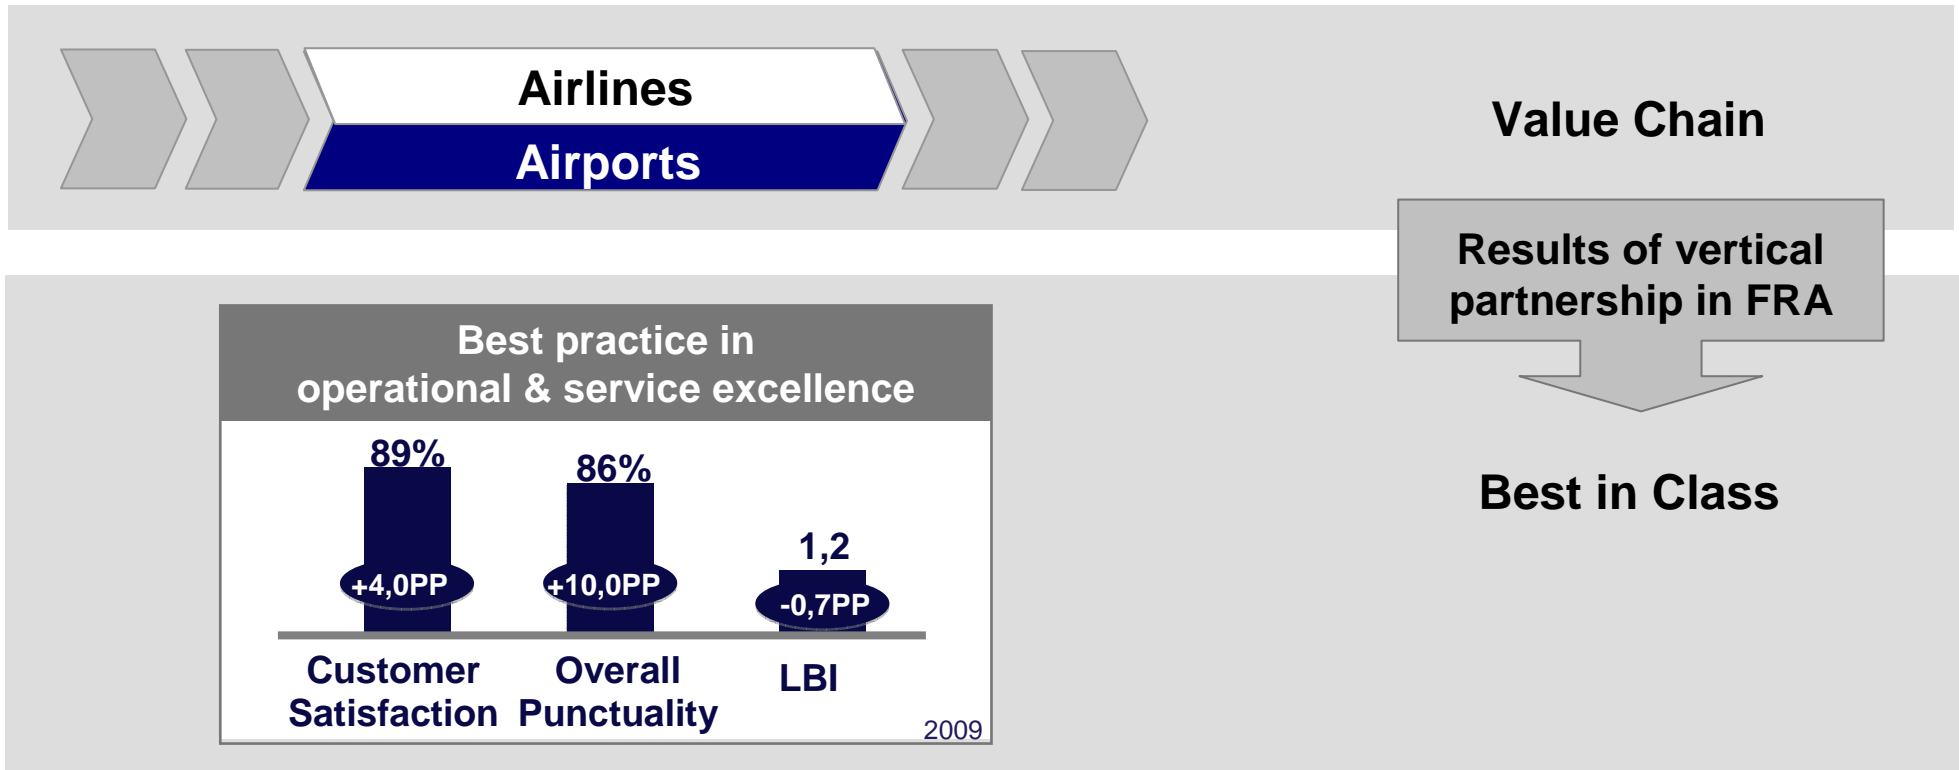 Airlines
Airports
Value Chain
Results of vertical
partnership in FRA
Best practice in
operational & service excellence
89%
86%
1,2
+4,0PP
+10,0PP
-0,7PP
Customer
Satisfaction
Overall
Punctuality
LBI
2009
Best in Class